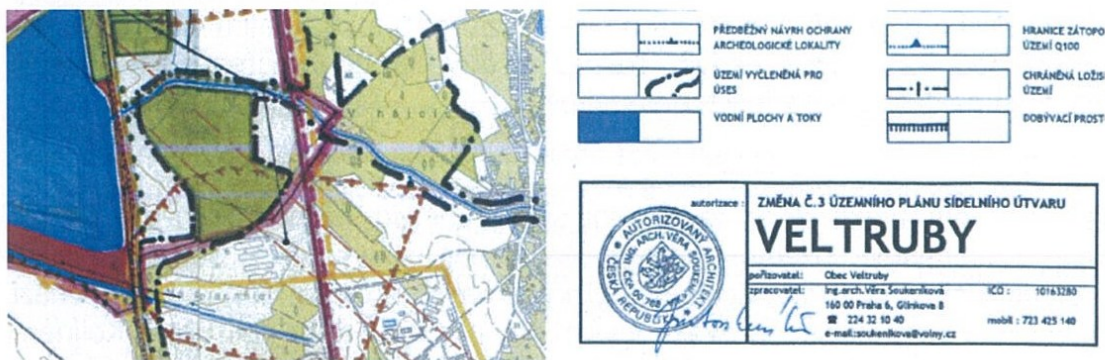 V hájcích
PŘEDBĚŽNÝ NÁVRH OCHRANY
ARCHEOLOGICKÉ LOKALITY
ÚZEMÍ VYČLENĚNÁ PRO
ÚSES
VODNÍ PLOCHY A TOKY
HRANICE ZÁTOPO
ÚZEMÍ Q100
CHRÁNĚNÁ LOŽIS
ÚZEMÍ
DOBÝVACÍ PROST
autorizace :
AUTORIZOVANÝ ARCHITEKT
ING. ARCH. VĚRA
ČESKÁ REPUBLIKA
ZMĚNA Č.3 ÚZEMNÍHO PLÁNU SÍDELNÍHO ÚTVARU
VELTRUBY
pořizovatel: Obec Veltruby
zpracovatel: ing.arch.Věra Soukeníková IČO : 10163280
160 00 Praha 6, Glinkova 8
☎ 224 32 10 40 mobil : 723 425 140
e-mail:soukenikova@volny.cz